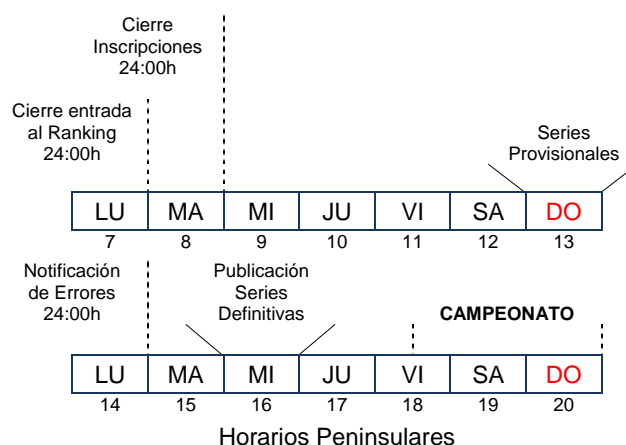 Cierre
Inscripciones
24:00h
Cierre entrada
al Ranking
24:00h
Series
Provisionales
LU MA MI JU VI SA DO
7 8 9 10 11 12 13
Notificación
de Errores
24:00h
Publicación
Series
Definitivas
CAMPEONATO
LU MA MI JU VI SA DO
14 15 16 17 18 19 20
Horarios Peninsulares